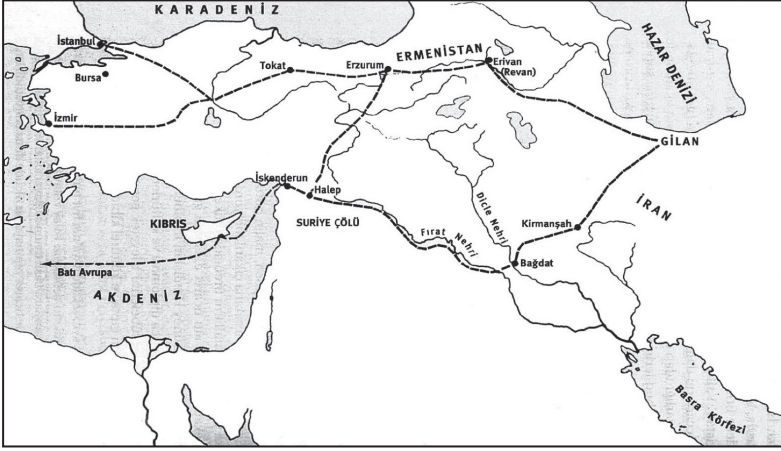 KARADENİZ
İstanbul
Bursa
Tokat
Erzurum
ERMENİSTAN
Erivan
(Revan)
HAZAR DENİZİ
İzmir
GİLAN
İskenderun
Halep
KIBRIS
SURİYE ÇÖLÜ
Fırat Nehri
Dicle Nehri
Kirmanşah
İRAN
Bağdat
Batı Avrupa
AKDENİZ
Basra Körfezi